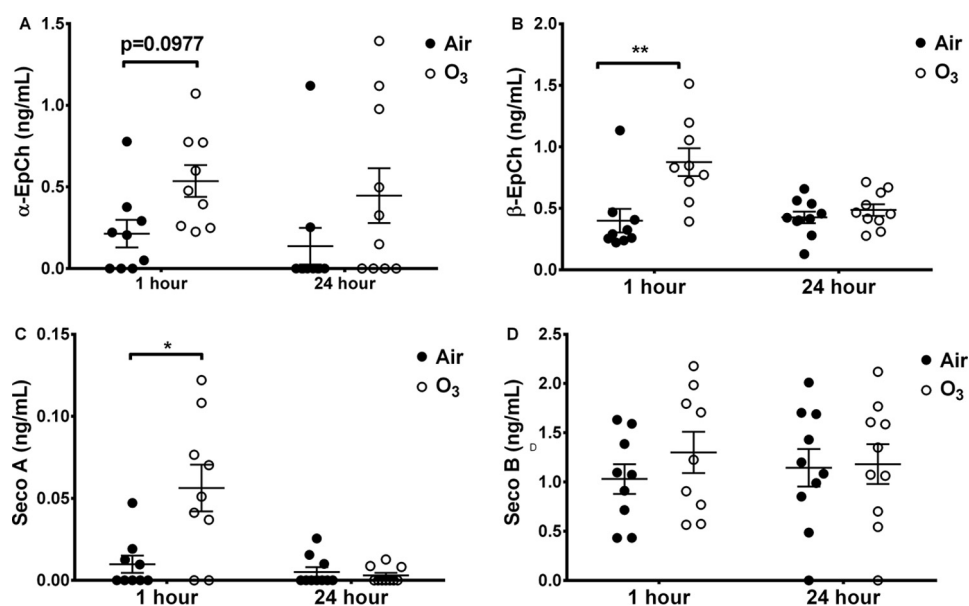 A
α-EpCh (ng/mL)
1.5
1.0
0.5
0.0
p=0.0977
Air
O3
1 hour
24 hour
B
β-EpCh (ng/mL)
2.0
1.5
1.0
0.5
0.0
**
Air
O3
1 hour
24 hour
C
Seco A (ng/mL)
0.15
0.10
0.05
0.00
*
Air
O3
1 hour
24 hour
D
Seco B (ng/mL)
D
2.5
2.0
1.5
1.0
0.5
0.0
Air
O3
1 hour
24 hour